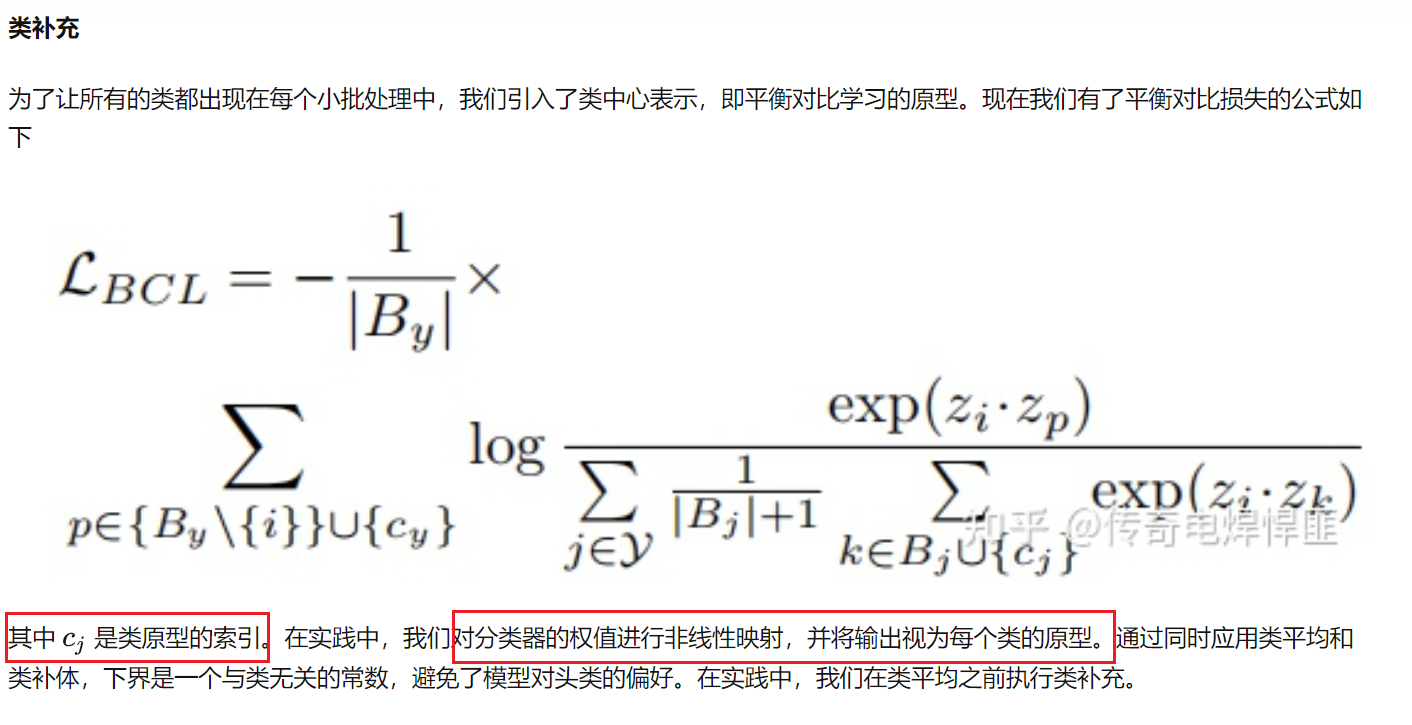 类补充
为了让所有的类都出现在每个小批处理中，我们引入了类中心表示，即平衡对比学习的原型。现在我们有了平衡对比损失的公式如
下
\mathcal{L}_{BCL} = -\frac{1}{|B_y|} \times
\sum_{p \in \{B_y \setminus \{i\}\} \cup \{c_y\}} \log \frac{\exp(z_i \cdot z_p)}{\sum_{j \in \mathcal{Y}} \frac{1}{|B_j|+1} \sum_{k \in B_j \cup \{c_j\}} \exp(z_i \cdot z_k)}
知乎 @传奇电焊悍匪
其中 c_j 是类原型的索引。在实践中，我们对分类器的权值进行非线性映射，并将输出视为每个类的原型。通过同时应用类平均和
类补体，下界是一个与类无关的常数，避免了模型对头类的偏好。在实践中，我们在类平均之前执行类补充。